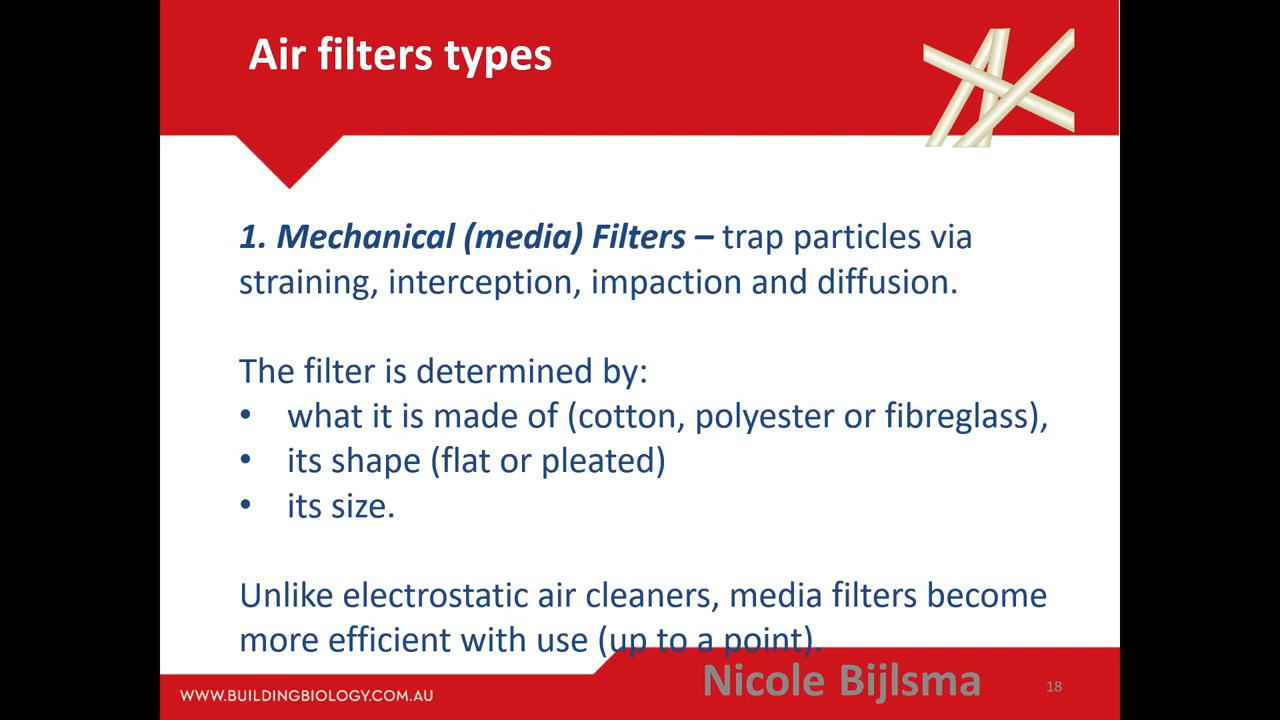 Air filters types
1. Mechanical (media) Filters – trap particles via
straining, interception, impaction and diffusion.
The filter is determined by:
• what it is made of (cotton, polyester or fibreglass),
• its shape (flat or pleated)
• its size.
Unlike electrostatic air cleaners, media filters become
more efficient with use (up to a point).
Nicole Bijlsma
WWW.BUILDINGBIOLOGY.COM.AU
18